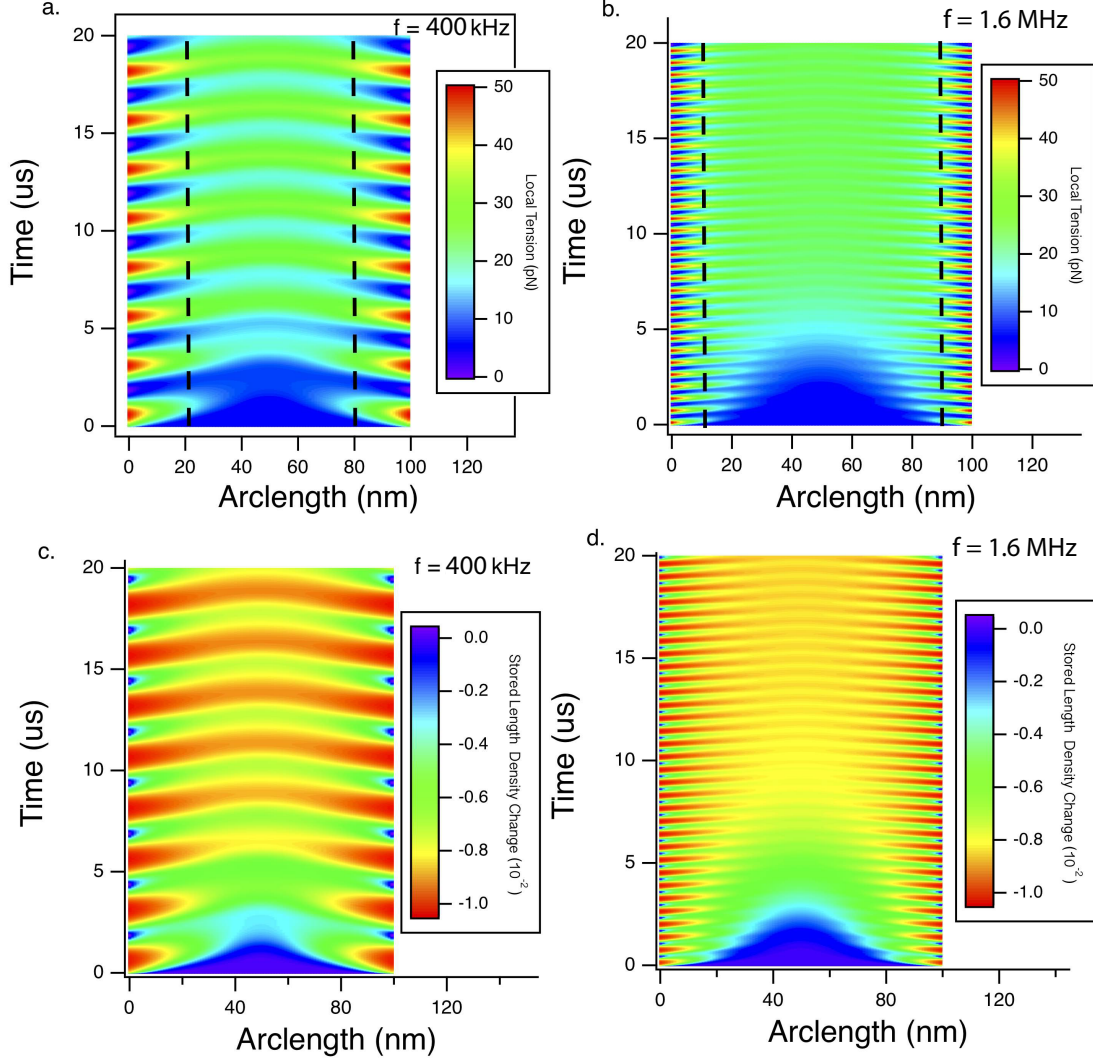 a.
f = 400 kHz
20
15
10
5
0
Time (us)
0 20 40 60 80 100 120
Arclength (nm)
50
40
30
20
10
0
Local Tension (pN)
b.
f = 1.6 MHz
20
15
10
5
0
Time (us)
0 20 40 60 80 100 120
Arclength (nm)
50
40
30
20
10
0
Local Tension (pN)
c.
f = 400 kHz
20
15
10
5
0
Time (us)
0 40 80 120
Arclength (nm)
0.0
-0.2
-0.4
-0.6
-0.8
-1.0
Stored Length Density Change (10⁻²)
d.
f = 1.6 MHz
20
15
10
5
0
Time (us)
0 40 80 120
Arclength (nm)
0.0
-0.2
-0.4
-0.6
-0.8
-1.0
Stored Length Density Change (10⁻²)